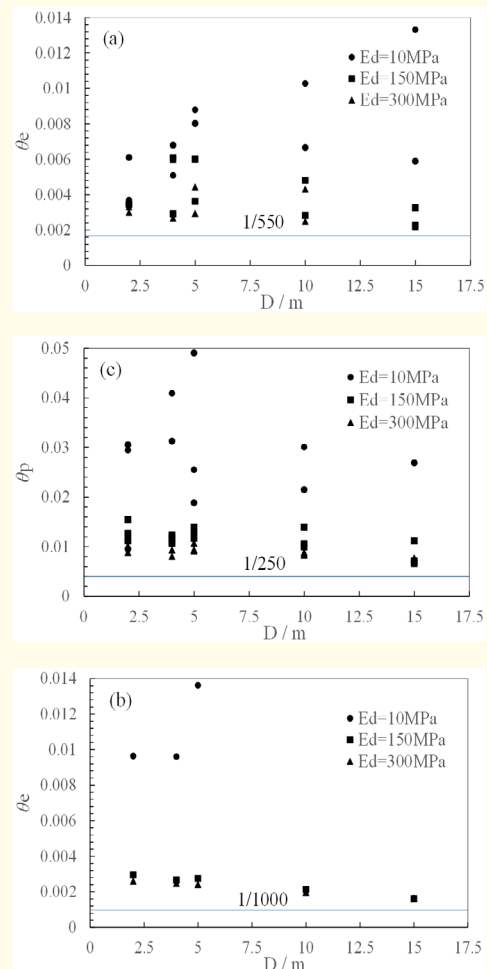 0.014
(a)
Ed=10MPa
0.012
Ed=150MPa
0.01
Ed=300MPa
0.008
θe
0.006
0.004
1/550
0.002
0
0 2.5 5 7.5 10 12.5 15 17.5
D / m
0.05
(c)
Ed=10MPa
0.04
Ed=150MPa
Ed=300MPa
0.03
θp
0.02
0.01
1/250
0
0 2.5 5 7.5 10 12.5 15 17.5
D / m
0.014
(b)
0.012
Ed=10MPa
Ed=150MPa
0.01
Ed=300MPa
0.008
θe
0.006
0.004
0.002
1/1000
0
0 2.5 5 7.5 10 12.5 15 17.5
D / m